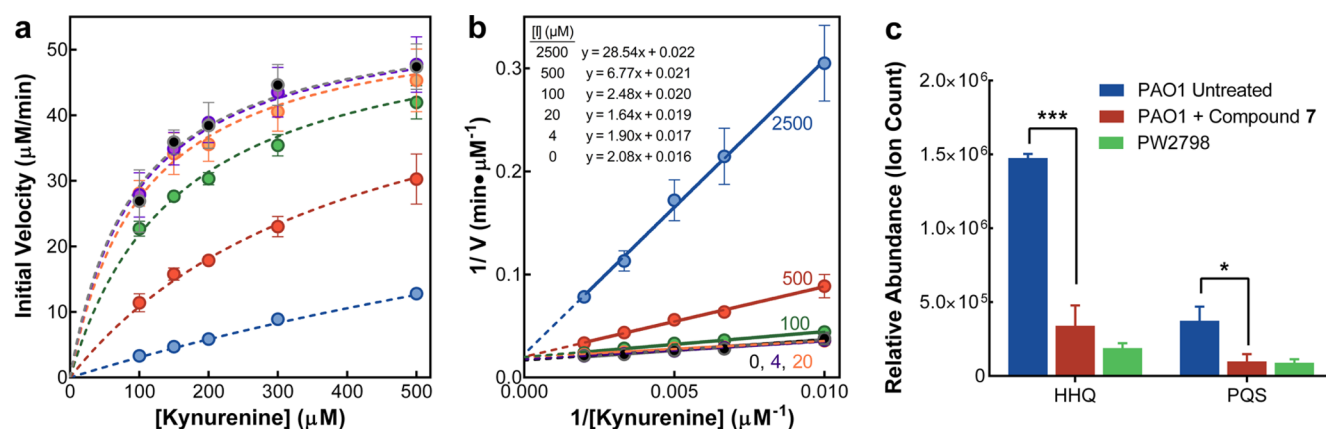 a
50
40
30
20
10
0
Initial Velocity (μM/min)
0 100 200 300 400 500
[Kynurenine] (μM)
b
[I] (μM)
2500 y = 28.54x + 0.022
500 y = 6.77x + 0.021
100 y = 2.48x + 0.020
20 y = 1.64x + 0.019
4 y = 1.90x + 0.017
0 y = 2.08x + 0.016
0.3
0.2
0.1
0.0
1/ V (min•μM⁻¹)
2500
500
100
0, 4, 20
0.000 0.005 0.010
1/[Kynurenine] (μM⁻¹)
c
2.0×10⁶
1.5×10⁶
1.0×10⁶
5.0×10⁵
0
Relative Abundance (Ion Count)
PAO1 Untreated
PAO1 + Compound 7
PW2798
***
*
HHQ PQS